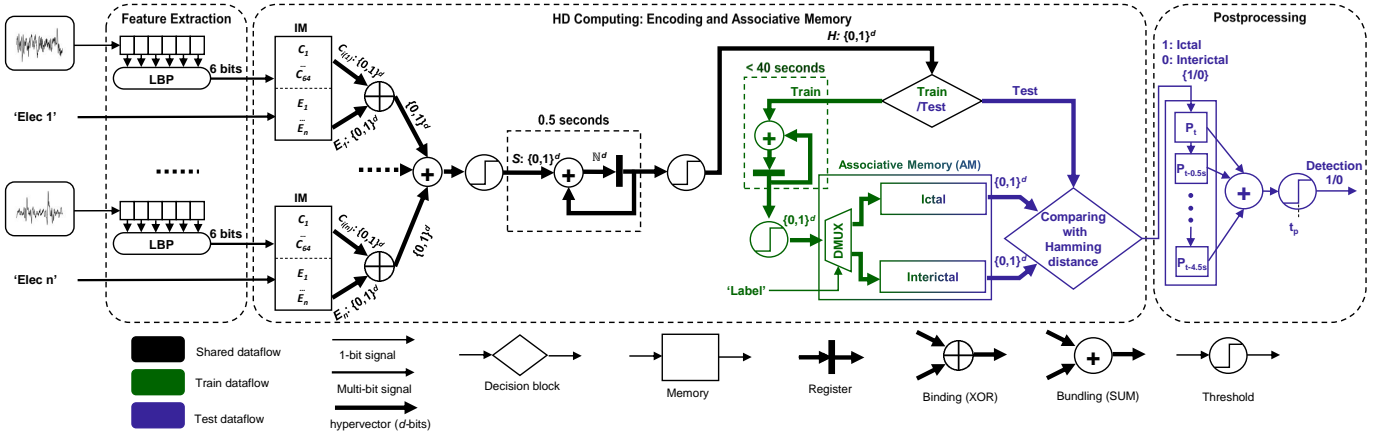 Feature Extraction
HD Computing: Encoding and Associative Memory
Postprocessing
LBP
6 bits
'Elec 1'
IM
C1
...
C64
E1
...
En
Ci(1): {0,1}d
E1: {0,1}d
{0,1}d
LBP
6 bits
'Elec n'
IM
C1
...
C64
E1
...
En
Ci(n): {0,1}d
En: {0,1}d
{0,1}d
S: {0,1}d
0.5 seconds
ℕd
H: {0,1}d
< 40 seconds
Train
Train
/Test
Test
{0,1}d
Associative Memory (AM)
DMUX
'Label'
Ictal
Interictal
{0,1}d
{0,1}d
Comparing
with
Hamming
distance
1: Ictal
0: Interictal
{1/0}
Pt
Pt-0.5s
Pt-4.5s
tp
Detection
1/0
Shared dataflow
Train dataflow
Test dataflow
1-bit signal
Multi-bit signal
hypervector (d-bits)
Decision block
Memory
Register
Binding (XOR)
Bundling (SUM)
Threshold